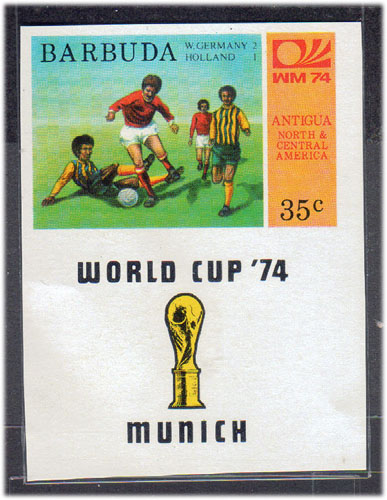 BARBUDA
W. GERMANY 2
HOLLAND 1
WM 74
ANTIGUA
NORTH &
CENTRAL
AMERICA
35c
WORLD CUP '74
MUNICH